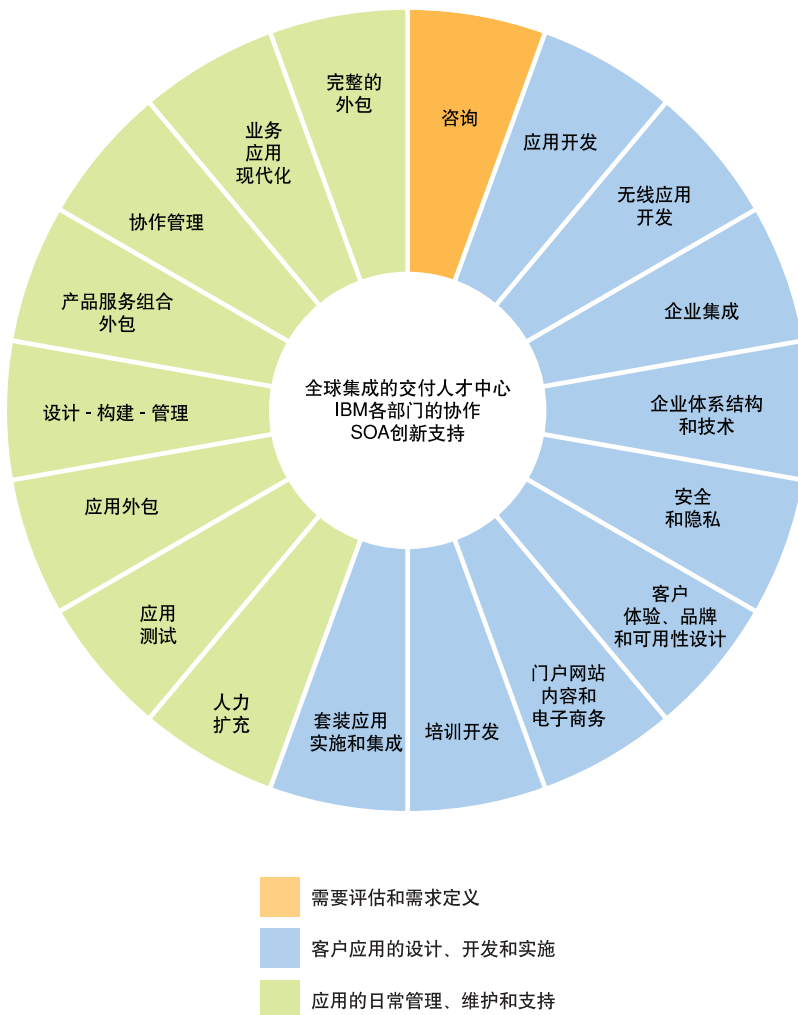 咨询
应用开发
无线应用
开发
企业集成
企业体系结构
和技术
安全
和隐私
客户
体验、品牌
和可用性设计
门户网站
内容和
电子商务
培训开发
套装应用
实施和集成
人力
扩充
应用
测试
应用外包
设计 - 构建 - 管理
产品服务组合
外包
协作管理
业务
应用
现代化
完整的
外包
全球集成的交付人才中心
IBM各部门的协作
SOA创新支持
需要评估和需求定义
客户应用的设计、开发和实施
应用的日常管理、维护和支持